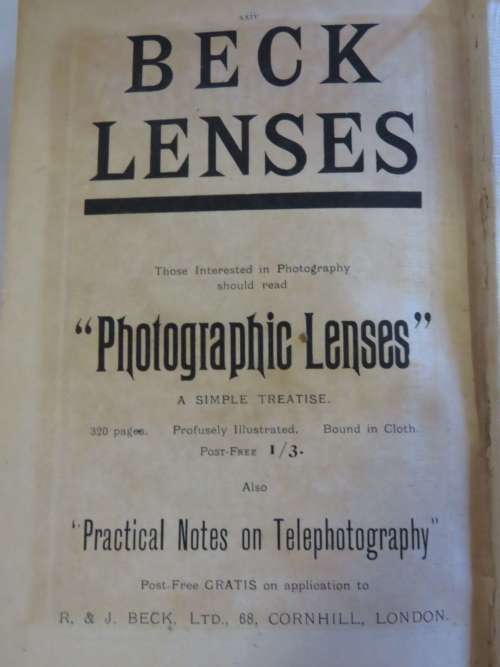 xxiv
BECK
LENSES
Those Interested in Photography
should read
"Photographic Lenses"
A SIMPLE TREATISE.
320 pages. Profusely Illustrated. Bound in Cloth.
Post-Free 1/3.
Also
"Practical Notes on Telephotography"
Post-Free GRATIS on application to
R. & J. BECK, Ltd., 68, CORNHILL, LONDON.